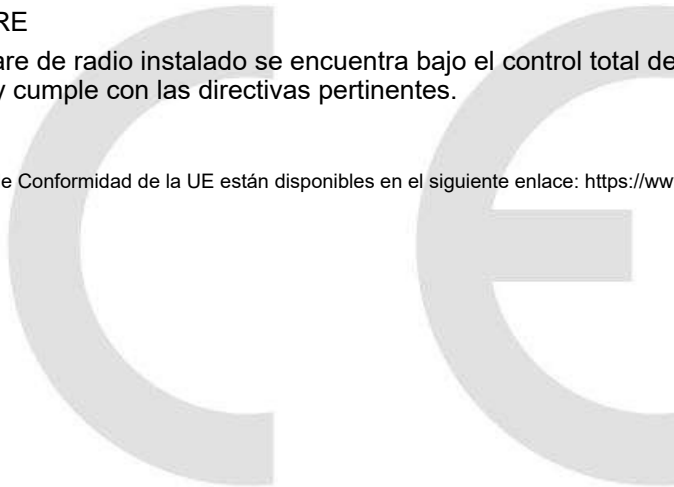 RE
are de radio instalado se encuentra bajo el control total de
y cumple con las directivas pertinentes.
e Conformidad de la UE están disponibles en el siguiente enlace: https://ww
CE